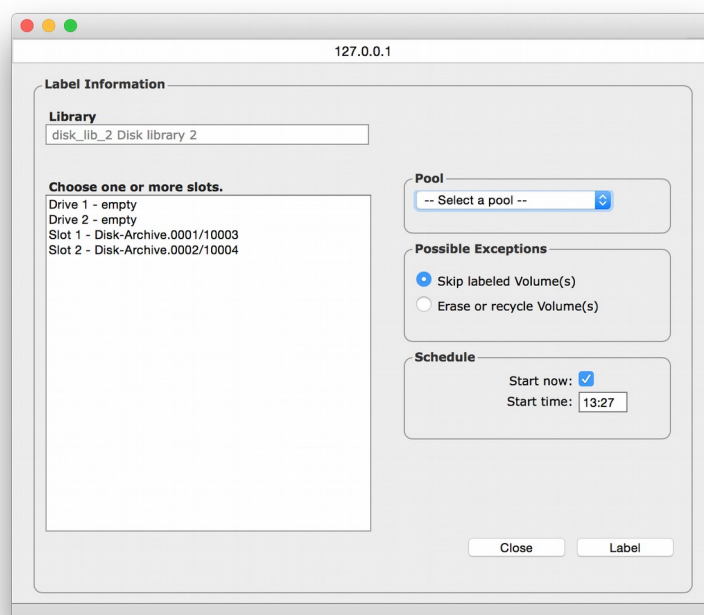 127.0.0.1
Label Information
Library
disk_lib_2 Disk library 2
Choose one or more slots.
Drive 1 - empty
Drive 2 - empty
Slot 1 - Disk-Archive.0001/10003
Slot 2 - Disk-Archive.0002/10004
Pool
-- Select a pool --
Possible Exceptions
Skip labeled Volume(s)
Erase or recycle Volume(s)
Schedule
Start now:
Start time: 13:27
Close
Label